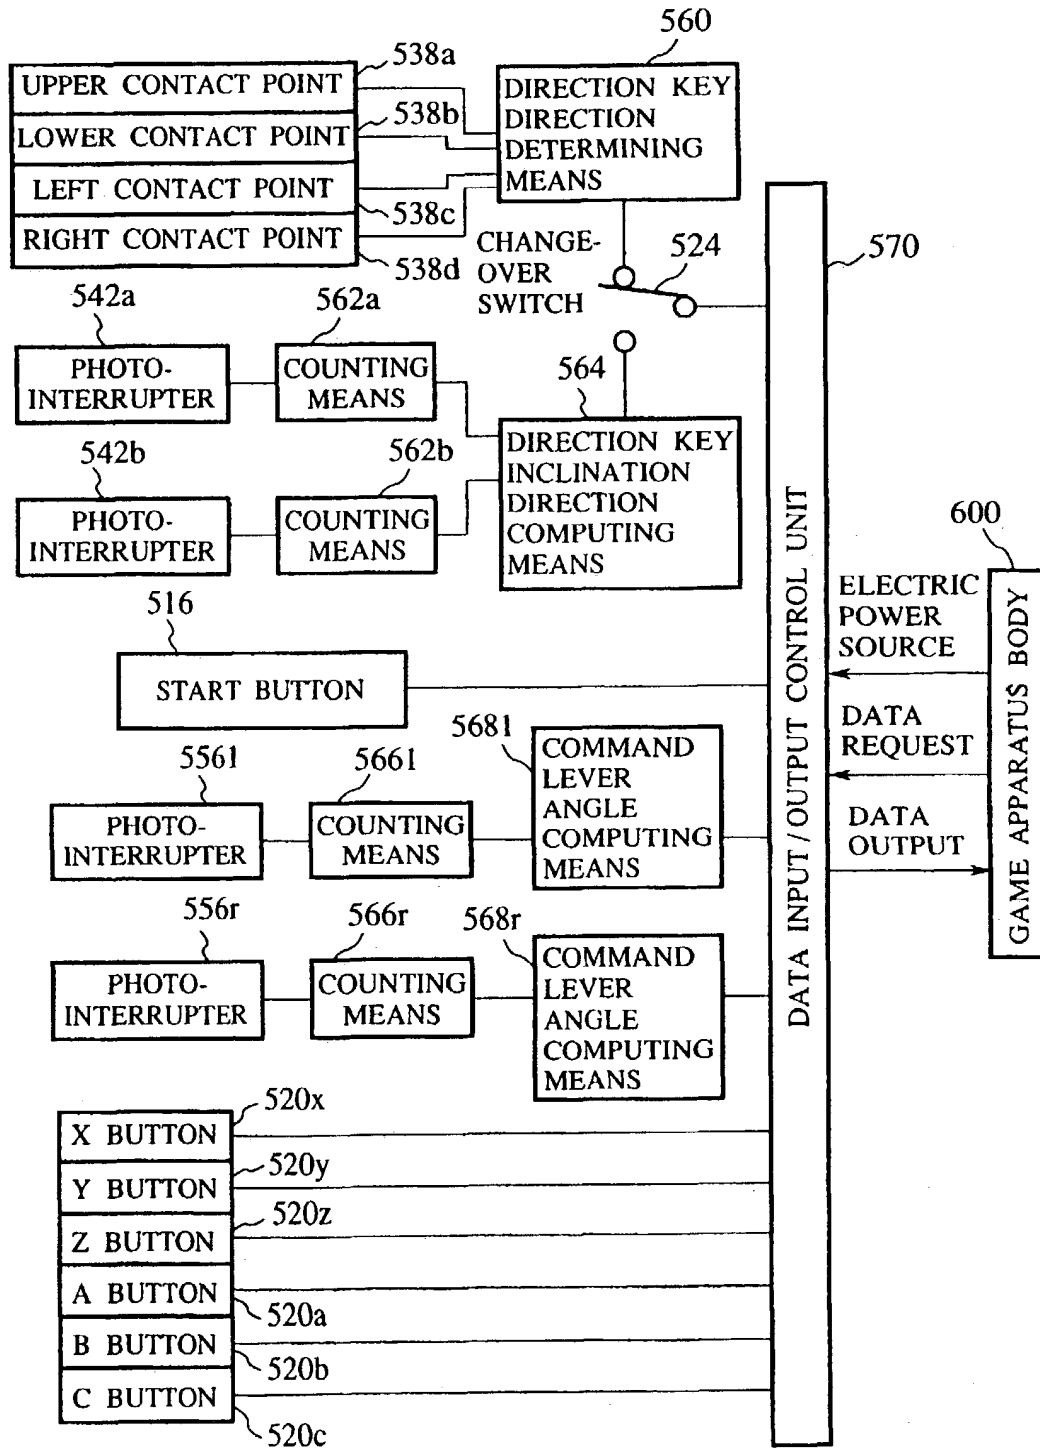 560
538a
UPPER CONTACT POINT
538b
LOWER CONTACT POINT
LEFT CONTACT POINT
538c
RIGHT CONTACT POINT
538d
DIRECTION KEY
DIRECTION
DETERMINING
MEANS
CHANGE-
OVER
SWITCH
524
570
542a
PHOTO-
INTERRUPTER
562a
COUNTING
MEANS
564
542b
PHOTO-
INTERRUPTER
562b
COUNTING
MEANS
DIRECTION KEY
INCLINATION
DIRECTION
COMPUTING
MEANS
516
START BUTTON
5561
PHOTO-
INTERRUPTER
5661
COUNTING
MEANS
5681
COMMAND
LEVER
ANGLE
COMPUTING
MEANS
556r
PHOTO-
INTERRUPTER
566r
COUNTING
MEANS
568r
COMMAND
LEVER
ANGLE
COMPUTING
MEANS
520x
X BUTTON
520y
Y BUTTON
520z
Z BUTTON
A BUTTON
520a
B BUTTON
520b
C BUTTON
520c
DATA INPUT/OUTPUT CONTROL UNIT
ELECTRIC
POWER
SOURCE
DATA
REQUEST
DATA
OUTPUT
600
GAME APPARATUS BODY